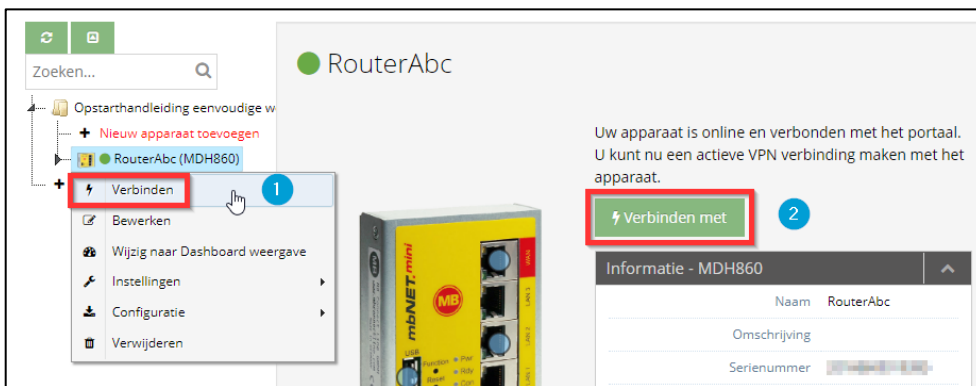 Zoeken...
RouterAbc
Opstarthandleiding eenvoudige w
Nieuw apparaat toevoegen
RouterAbc (MDH860)
Verbinden
1
Bewerken
Wijzig naar Dashboard weergave
Instellingen
Configuratie
Verwijderen
Uw apparaat is online en verbonden met het portaal.
U kunt nu een actieve VPN verbinding maken met het
apparaat.
Verbinden met
2
Informatie - MDH860
Naam RouterAbc
Omschrijving
Serienummer
mbNET.mini
MB
WAN
LAN 3
LAN 2
LAN 1
USB
Function
Reset
Pwr
Rdy
Con